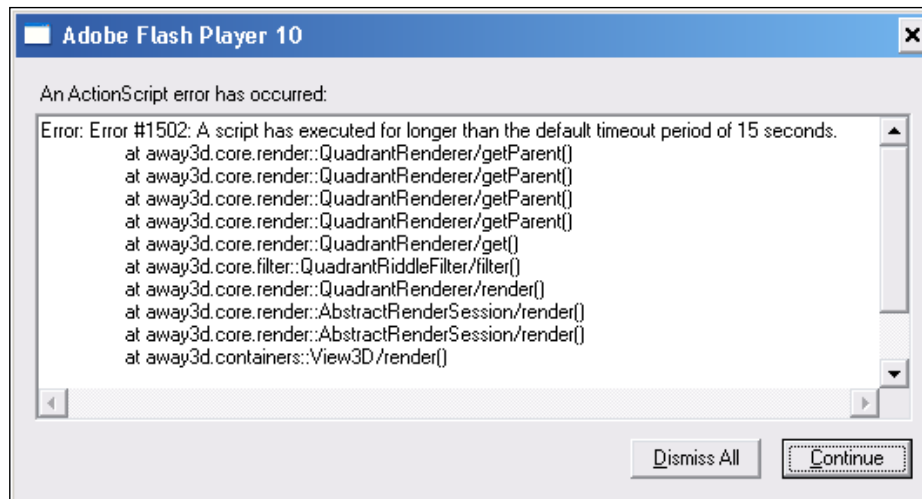 Adobe Flash Player 10
An ActionScript error has occurred:
Error: Error #1502: A script has executed for longer than the default timeout period of 15 seconds.
at away3d.core.render::QuadrantRenderer/getParent()
at away3d.core.render::QuadrantRenderer/getParent()
at away3d.core.render::QuadrantRenderer/getParent()
at away3d.core.render::QuadrantRenderer/getParent()
at away3d.core.render::QuadrantRenderer/get()
at away3d.core.filter::QuadrantRiddleFilter/filter()
at away3d.core.render::QuadrantRenderer/render()
at away3d.core.render::AbstractRenderSession/render()
at away3d.core.render::AbstractRenderSession/render()
at away3d.containers::View3D/render()
Dismiss All Continue